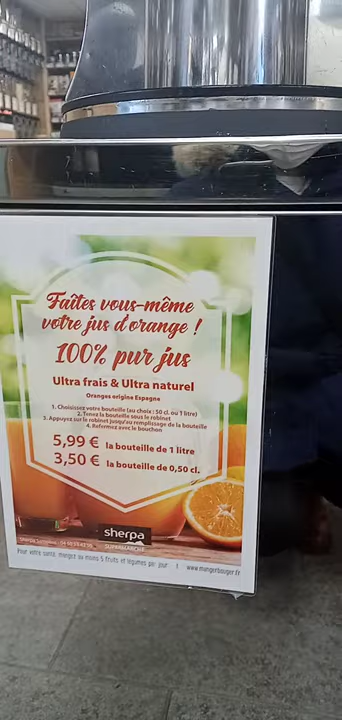 Faîtes vous-même
votre jus d'orange !
100% pur jus
Ultra frais & Ultra naturel
Oranges origine Espagne
1. Choisissez votre bouteille (au choix : 50 cl. ou 1 litre)
2. Tenez la bouteille sous le robinet
3. Appuyez sur le robinet jusqu'au remplissage de la bouteille
4. Refermez avec le bouchon
5,99 € la bouteille de 1 litre
3,50 € la bouteille de 0,50 cl.
sherpa
SUPERMARCHÉ
Pour votre santé, mangez au moins 5 fruits et légumes par jour | www.mangerbouger.fr